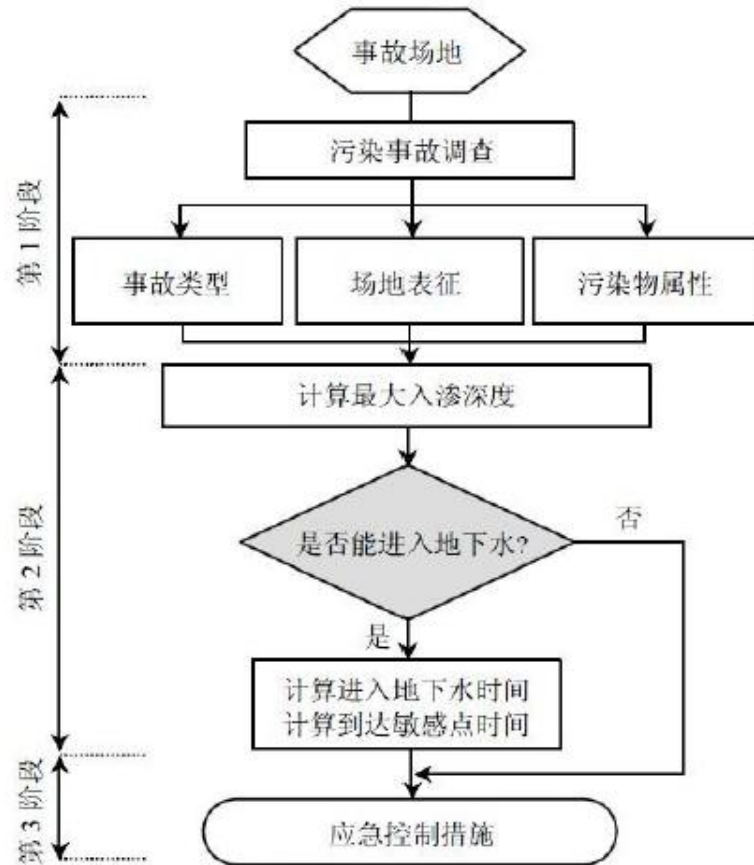 事故场地
污染事故调查
第 1 阶段
事故类型
场地表征
污染物属性
计算最大入渗深度
第 2 阶段
是否能进入地下水?
否
是
计算进入地下水时间
计算到达敏感点时间
第 3 阶段
应急控制措施